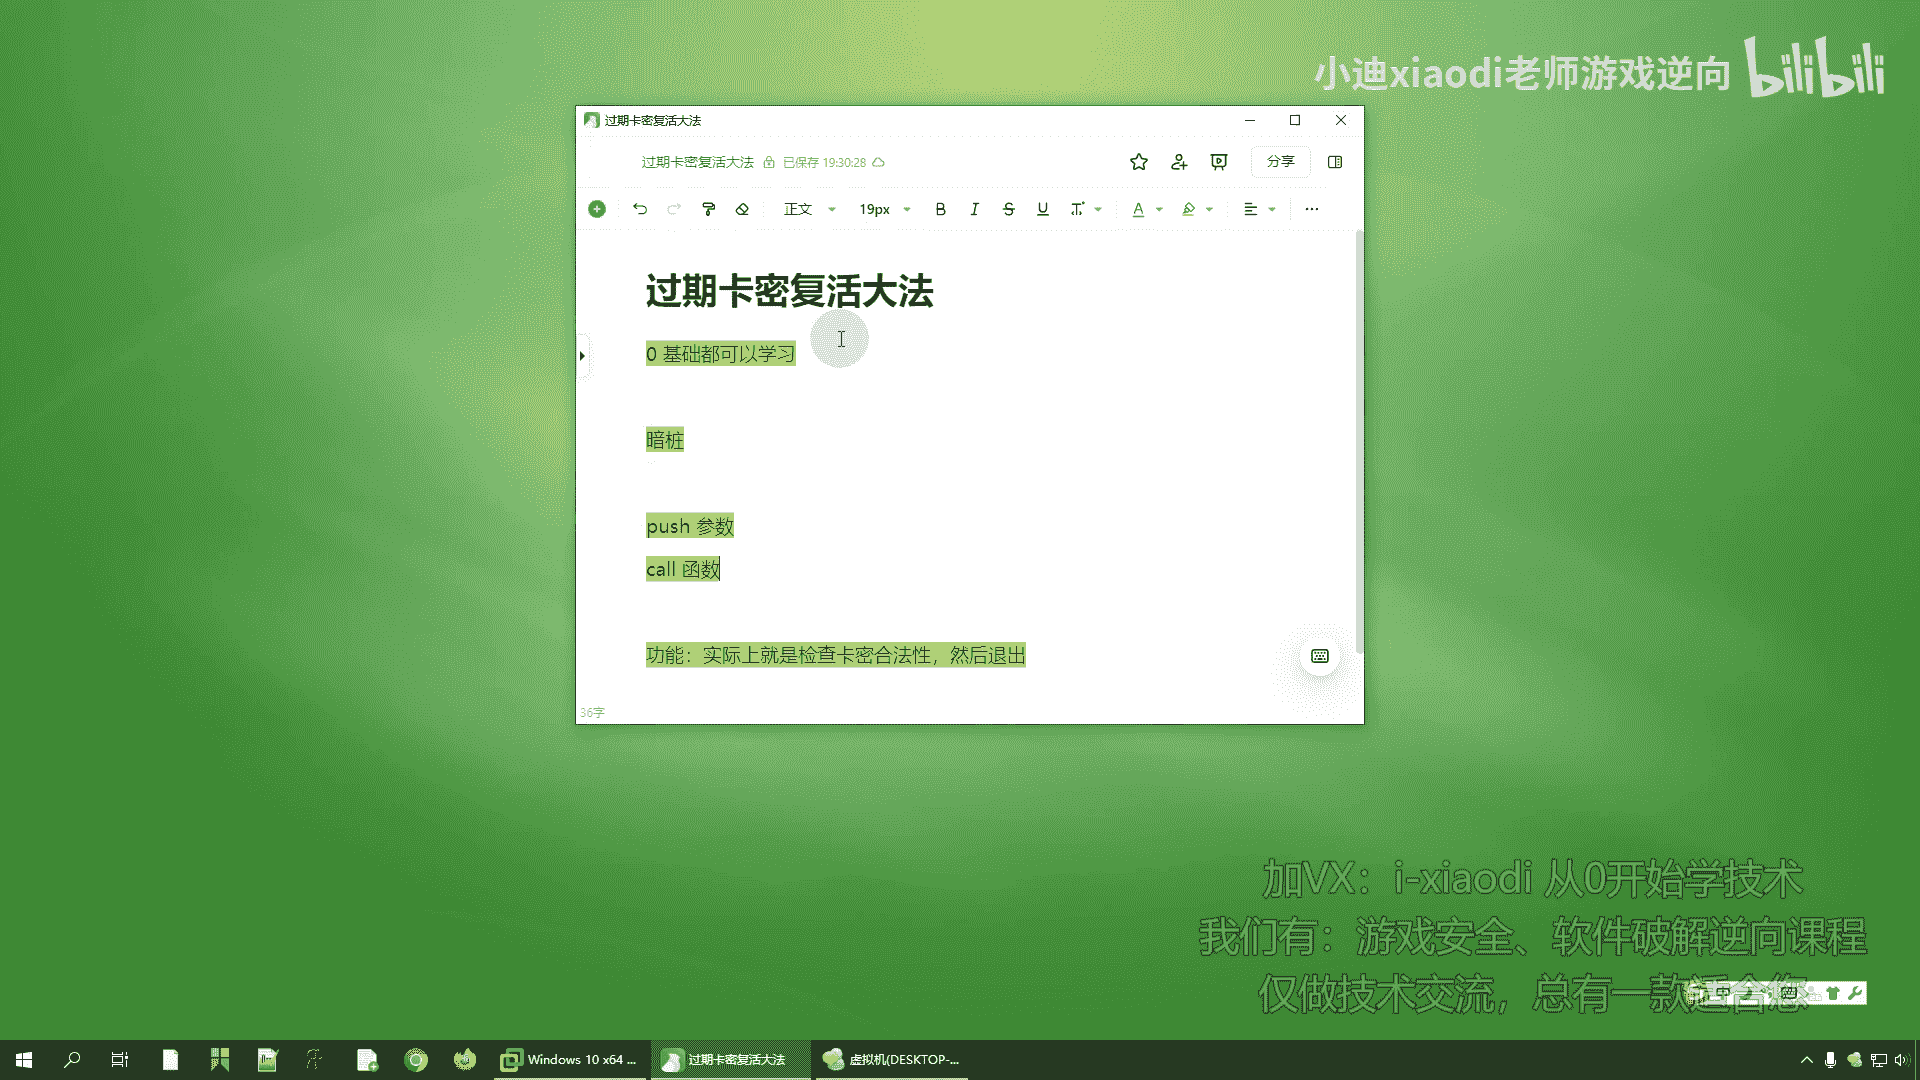 小迪xiaodi老师游戏逆向 bilibili
过期卡密复活大法
过期卡密复活大法 已保存 19:30:28
分享
正文 19px B I S U T A
过期卡密复活大法
0 基础都可以学习
暗桩
push 参数
call 函数
功能：实际上就是检查卡密合法性，然后退出
36字
加VX：i-xiaodi 从0开始学技术
我们有：游戏安全、软件破解逆向课程
仅做技术交流，总有一款适合您
中
Windows 10 x64 ... 过期卡密复活大法 虚拟机(DESKTOP-...